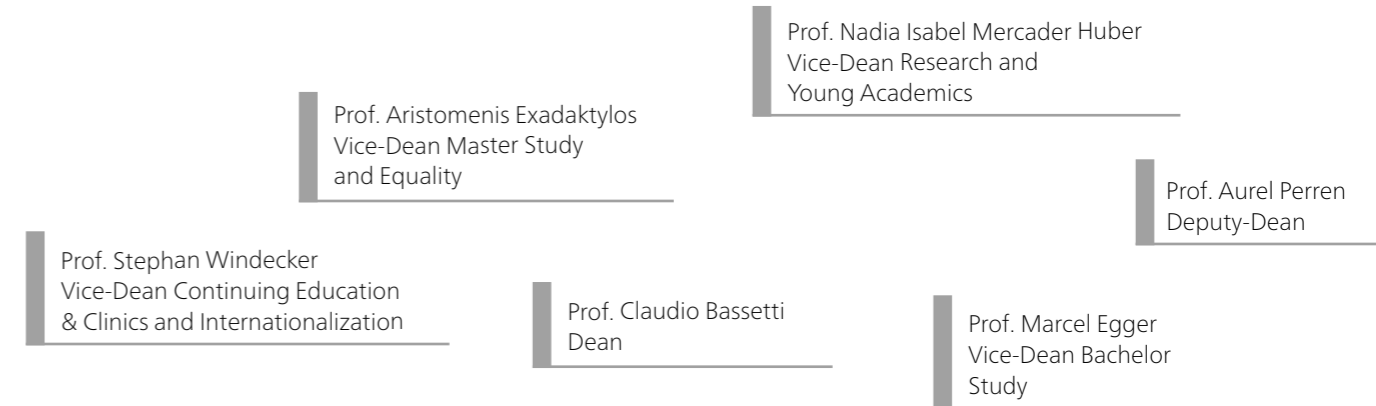 Prof. Nadia Isabel Mercader Huber
Vice-Dean Research and
Young Academics
Prof. Aristomenis Exadaktylos
Vice-Dean Master Study
and Equality
Prof. Aurel Perren
Deputy-Dean
Prof. Stephan Windecker
Vice-Dean Continuing Education
& Clinics and Internationalization
Prof. Claudio Bassetti
Dean
Prof. Marcel Egger
Vice-Dean Bachelor
Study